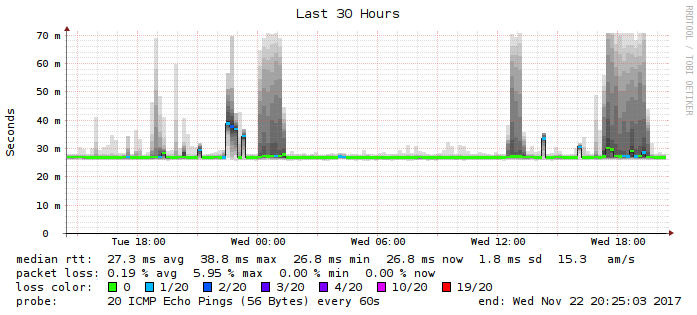 Last 30 Hours
RRDTOOL / TOBI OETIKER
Seconds
70 m
60 m
50 m
40 m
30 m
20 m
10 m
0
Tue 18:00 Wed 00:00 Wed 06:00 Wed 12:00 Wed 18:00
median rtt: 27.3 ms avg 38.8 ms max 26.8 ms min 26.8 ms now 1.8 ms sd 15.3 am/s
packet loss: 0.19 % avg 5.95 % max 0.00 % min 0.00 % now
loss color: 0 1/20 2/20 3/20 4/20 10/20 19/20
probe: 20 ICMP Echo Pings (56 Bytes) every 60s end: Wed Nov 22 20:25:03 2017